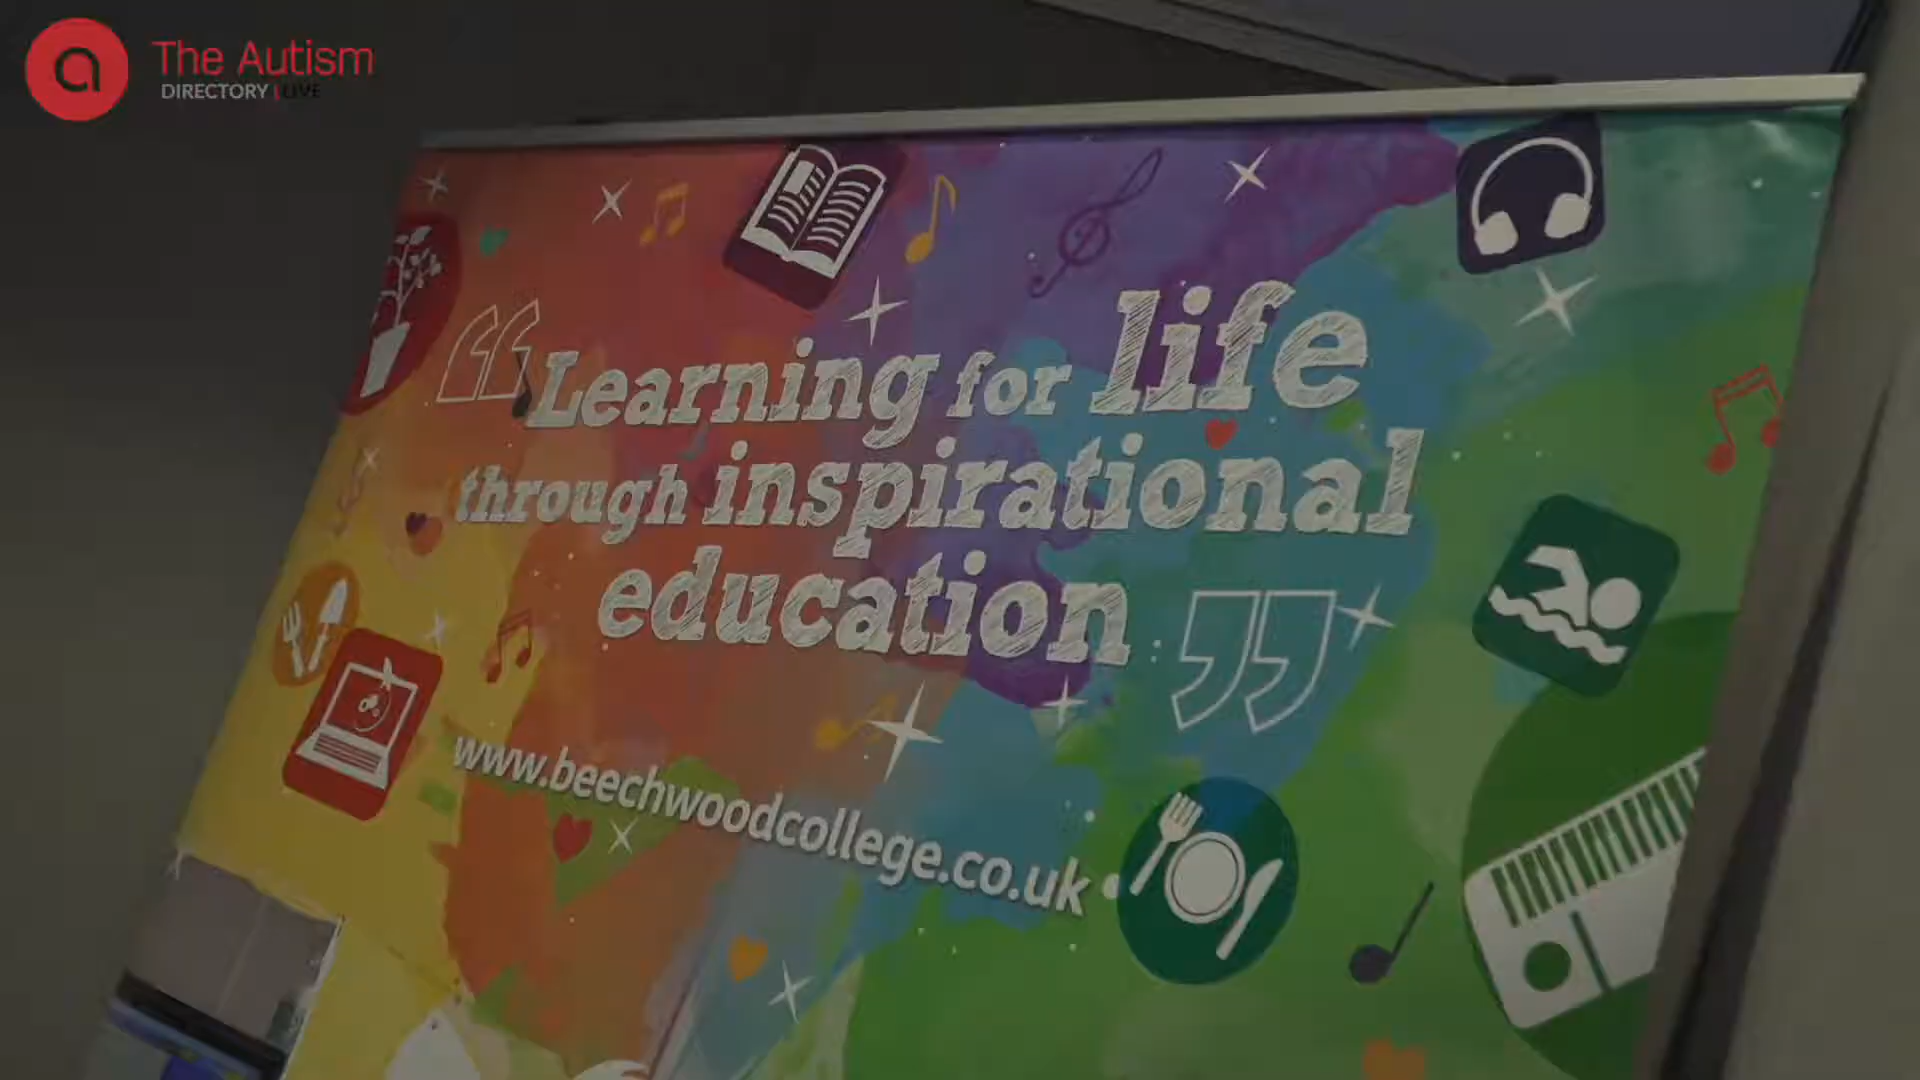 The Autism
DIRECTORY | LIVE
“Learning for life
through inspirational
education”
www.beechwoodcollege.co.uk